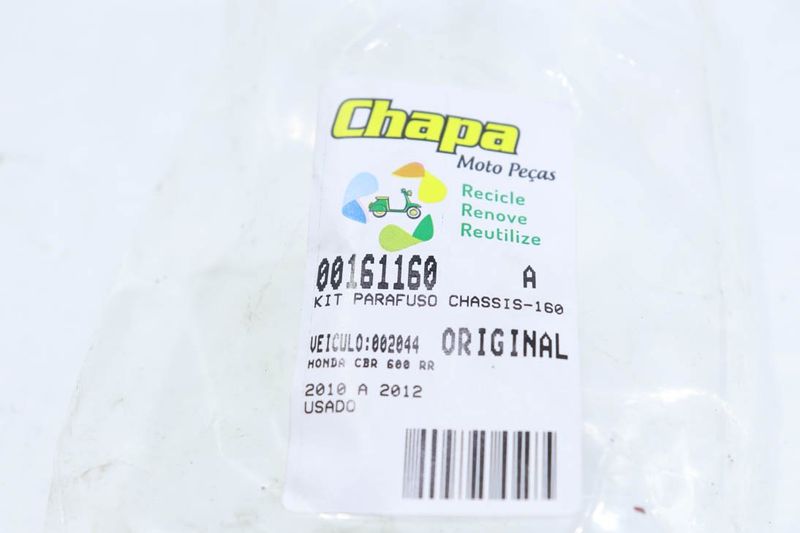 Chapa
Moto Peças
Recicle
Renove
Reutilize
00161160 A
KIT PARAFUSO CHASSIS-160
VEICULO:002044 ORIGINAL
HONDA CBR 600 RR
2010 A 2012
USADO